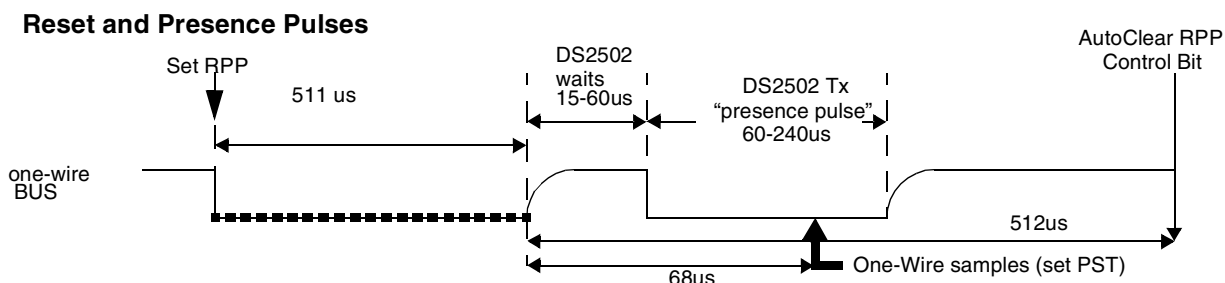 Reset and Presence Pulses
Set RPP
511 us
DS2502
waits
15-60us
DS2502 Tx
“presence pulse”
60-240us
AutoClear RPP
Control Bit
one-wire
BUS
512us
68us
One-Wire samples (set PST)